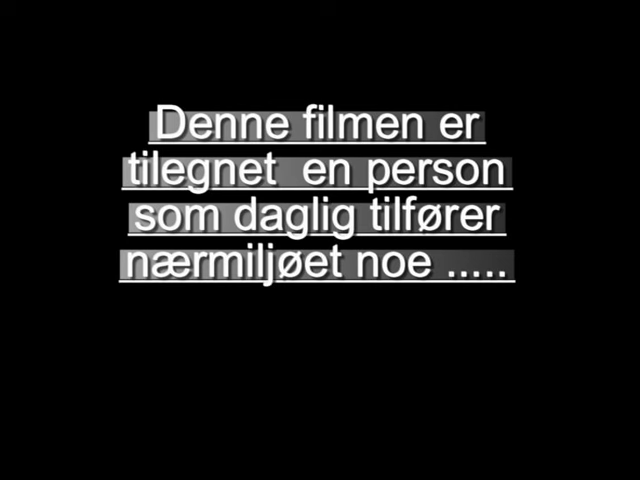 Denne filmen er
tilegnet en person
som daglig tilfører
nærmiljøet noe .....